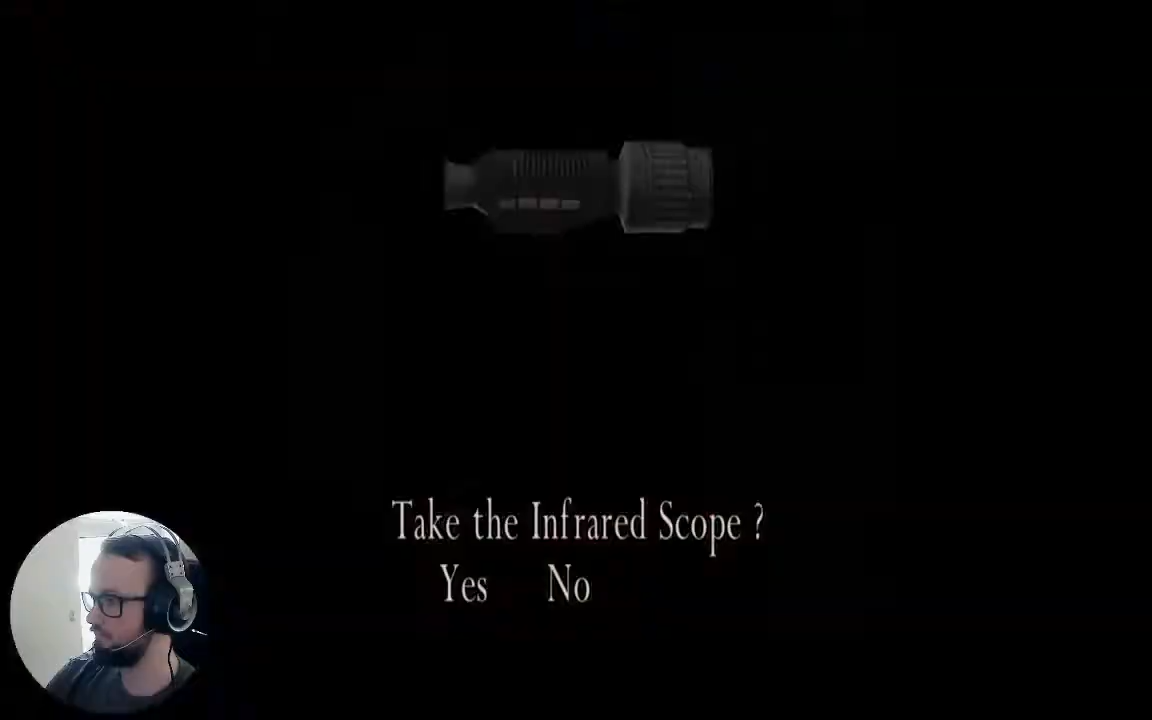 Take the Infrared Scope ?
Yes No